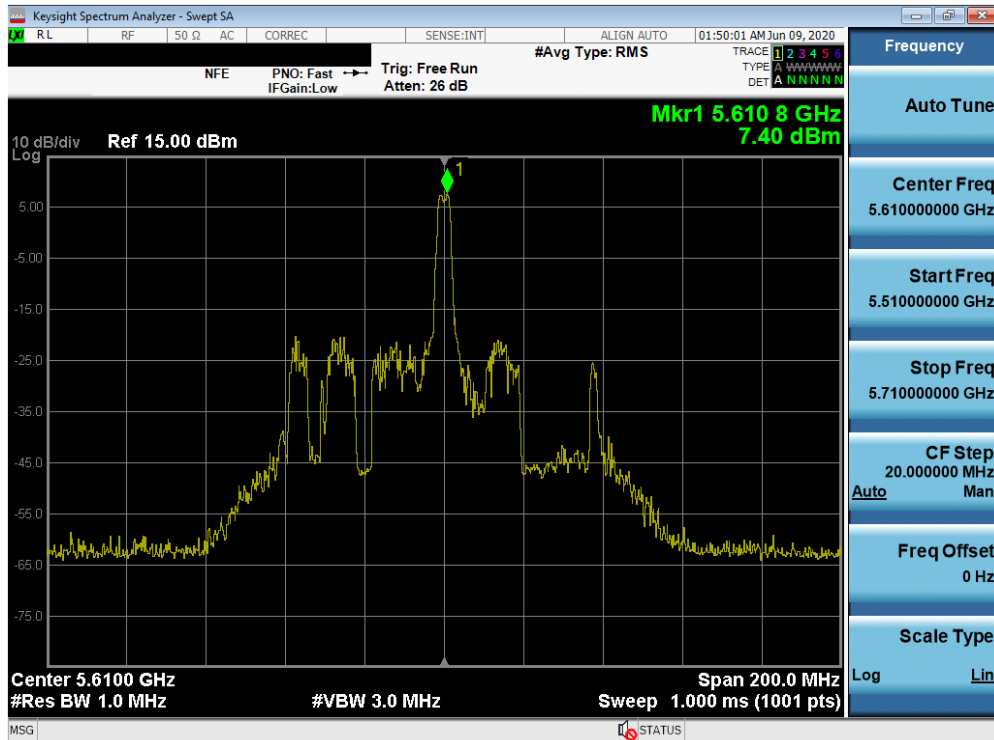 Keysight Spectrum Analyzer - Swept SA
LXI RL RF 50 Ω AC CORREC SENSE:INT ALIGN AUTO 01:50:01 AM Jun 09, 2020
NFE PNO: Fast Trig: Free Run #Avg Type: RMS TRACE 1 2 3 4 5 6
IFGain:Low Atten: 26 dB TYPE A WWWWW
DET A N N N N N
Mkr1 5.610 8 GHz
7.40 dBm
10 dB/div Ref 15.00 dBm
Log
1
5.00
-5.00
-15.0
-25.0
-35.0
-45.0
-55.0
-65.0
-75.0
Center 5.6100 GHz Span 200.0 MHz
#Res BW 1.0 MHz #VBW 3.0 MHz Sweep 1.000 ms (1001 pts)
MSG STATUS
Frequency
Auto Tune
Center Freq
5.610000000 GHz
Start Freq
5.510000000 GHz
Stop Freq
5.710000000 GHz
CF Step
20.000000 MHz
Auto Man
Freq Offset
0 Hz
Scale Type
Log Lin